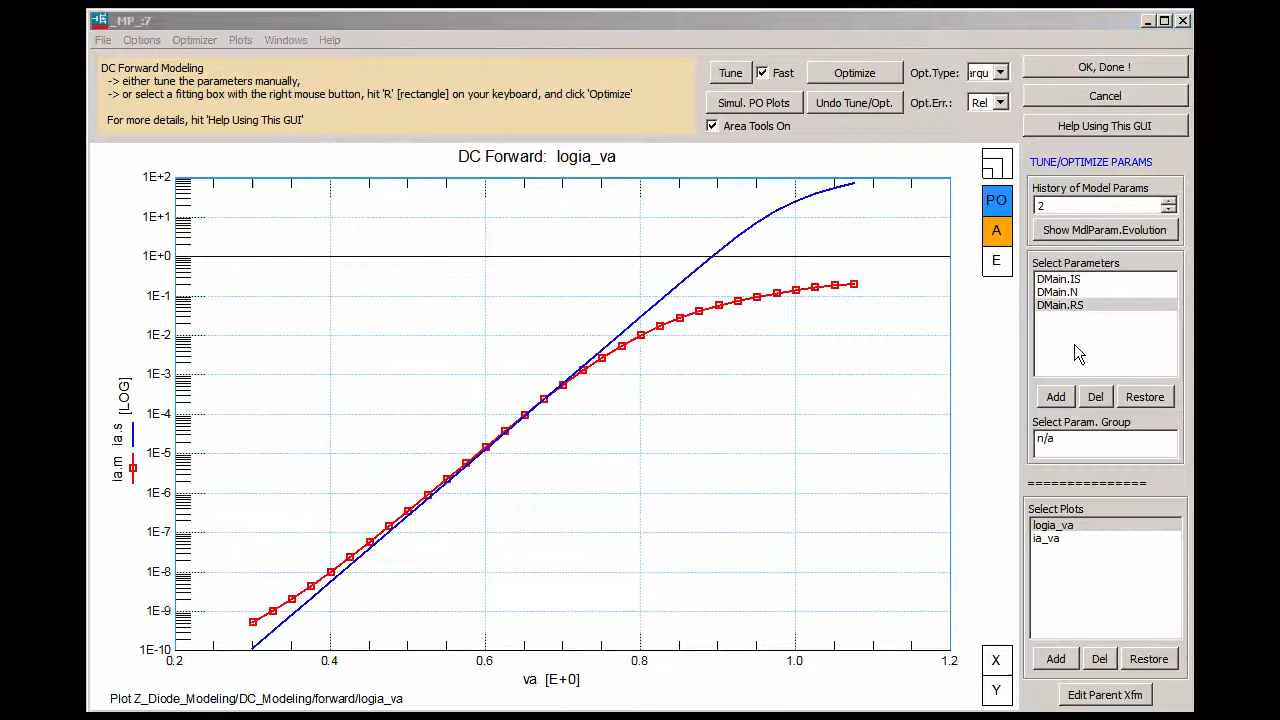 _MP_:7
File Options Optimizer Plots Windows Help
DC Forward Modeling
-> either tune the parameters manually,
-> or select a fitting box with the right mouse button, hit 'R' [rectangle] on your keyboard, and click 'Optimize'
For more details, hit 'Help Using This GUI'
Tune Fast Optimize Opt.Type: arqu
Simul. PO Plots Undo Tune/Opt. Opt.Err.: Rel
Area Tools On
OK, Done !
Cancel
Help Using This GUI
DC Forward: logia_va
1E+2
1E+1
1E+0
1E-1
1E-2
1E-3
1E-4
1E-5
1E-6
1E-7
1E-8
1E-9
1E-10
ia.m ia.s [LOG]
0.2 0.4 0.6 0.8 1.0 1.2
va [E+0]
Plot Z_Diode_Modeling/DC_Modeling/forward/logia_va
PO
A
E
X
Y
TUNE/OPTIMIZE PARAMS
History of Model Params
2
Show MdlParam.Evolution
Select Parameters
DMain.IS
DMain.N
DMain.RS
Add Del Restore
Select Param. Group
n/a
===============
Select Plots
logia_va
ia_va
Add Del Restore
Edit Parent Xfm